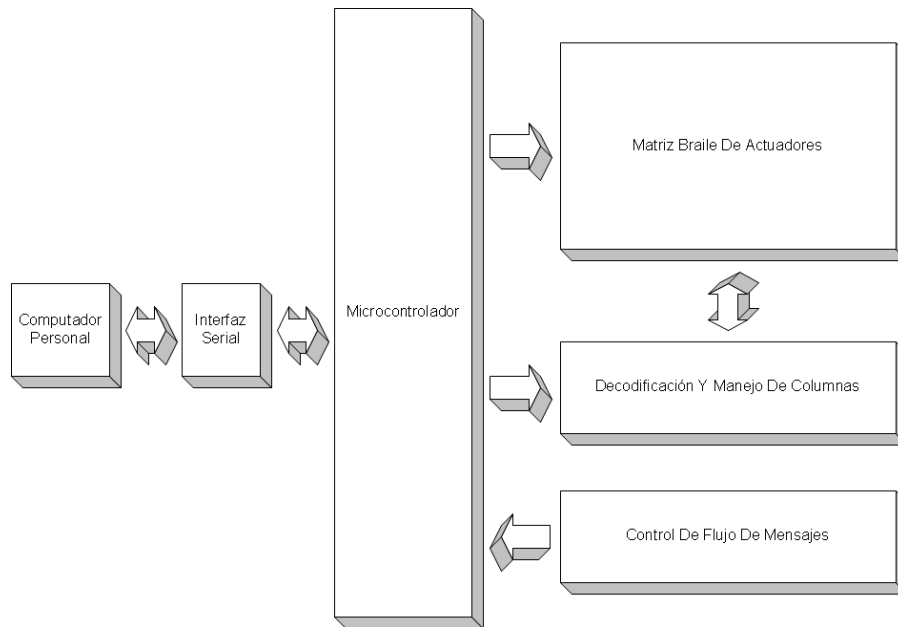 Matriz Braile De Actuadores
Computador
Personal
Interfaz
Serial
Microcontrolador
Decodificación Y Manejo De Columnas
Control De Flujo De Mensajes